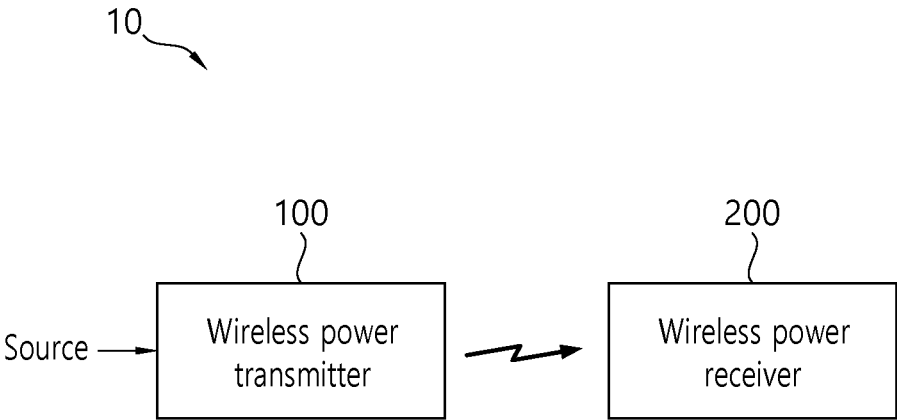 10
100
200
Source
Wireless power
transmitter
Wireless power
receiver